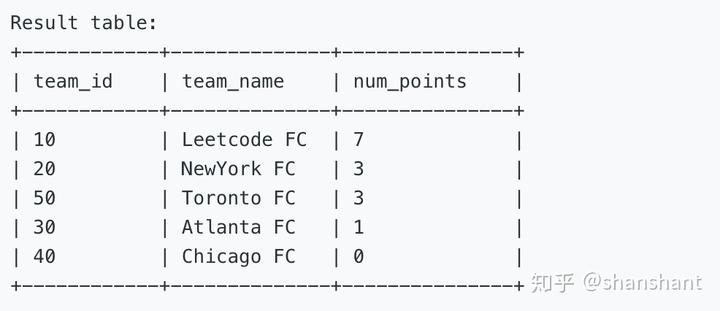 Result table:
+------------+--------------+---------------+
| team_id    | team_name    | num_points    |
+------------+--------------+---------------+
| 10         | Leetcode FC  | 7             |
| 20         | NewYork FC   | 3             |
| 50         | Toronto FC   | 3             |
| 30         | Atlanta FC   | 1             |
| 40         | Chicago FC   | 0             |
+------------+--------------+---------------+
知乎 @shanshant